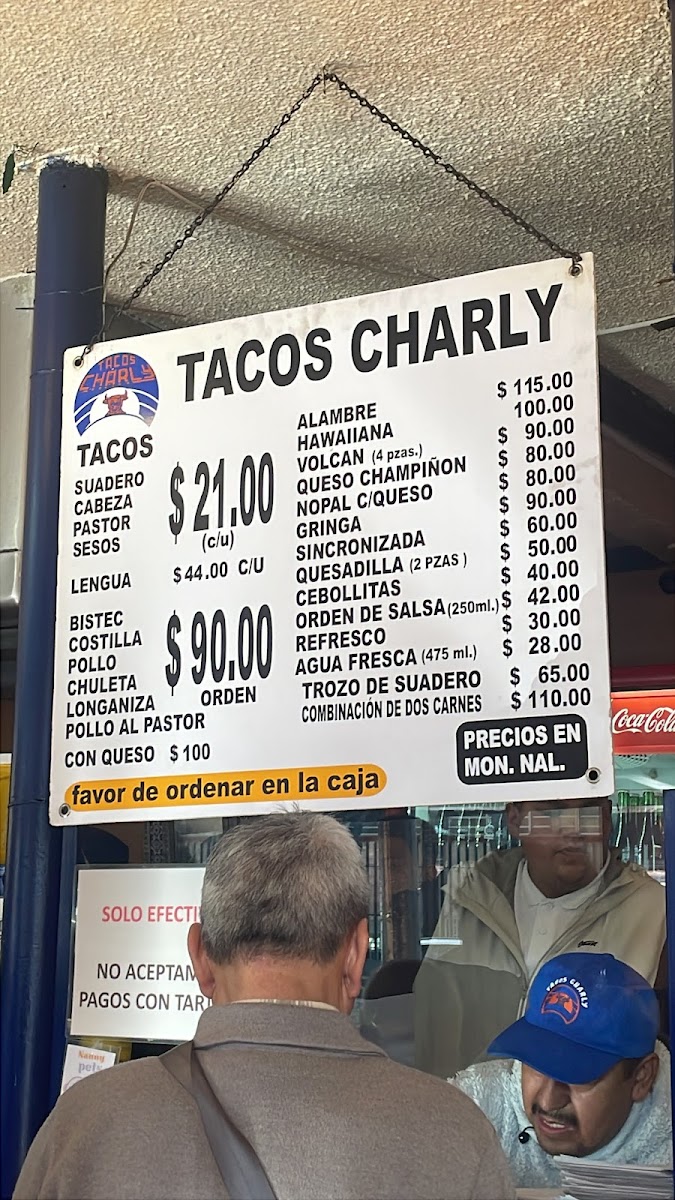 TACOS CHARLY
TACOS CHARLY
TACOS
SUADERO
CABEZA
PASTOR
SESOS
$21.00
(c/u)
LENGUA $44.00 C/U
BISTEC
COSTILLA
POLLO
CHULETA
LONGANIZA
POLLO AL PASTOR
$90.00
ORDEN
CON QUESO $100
ALAMBRE $115.00
HAWAIIANA 100.00
VOLCAN (4 pzas.) $ 90.00
QUESO CHAMPIÑON $ 80.00
NOPAL C/QUESO $ 80.00
GRINGA $ 90.00
SINCRONIZADA $ 60.00
QUESADILLA (2 PZAS ) $ 50.00
CEBOLLITAS $ 40.00
ORDEN DE SALSA (250ml.) $ 42.00
REFRESCO $ 30.00
AGUA FRESCA (475 ml.) $ 28.00
TROZO DE SUADERO $ 65.00
COMBINACIÓN DE DOS CARNES $110.00
favor de ordenar en la caja
PRECIOS EN
MON. NAL.
Coca-Cola
SOLO EFECTI
NO ACEPTAM
PAGOS CON TARJ
Nanny
pelx
TACOS CHARLY